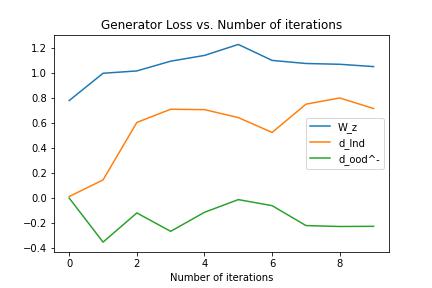 Generator Loss vs. Number of iterations
1.2
1.0
0.8
0.6
0.4
0.2
0.0
−0.2
−0.4
W_z
d_Ind
d_ood^-
0 2 4 6 8
Number of iterations